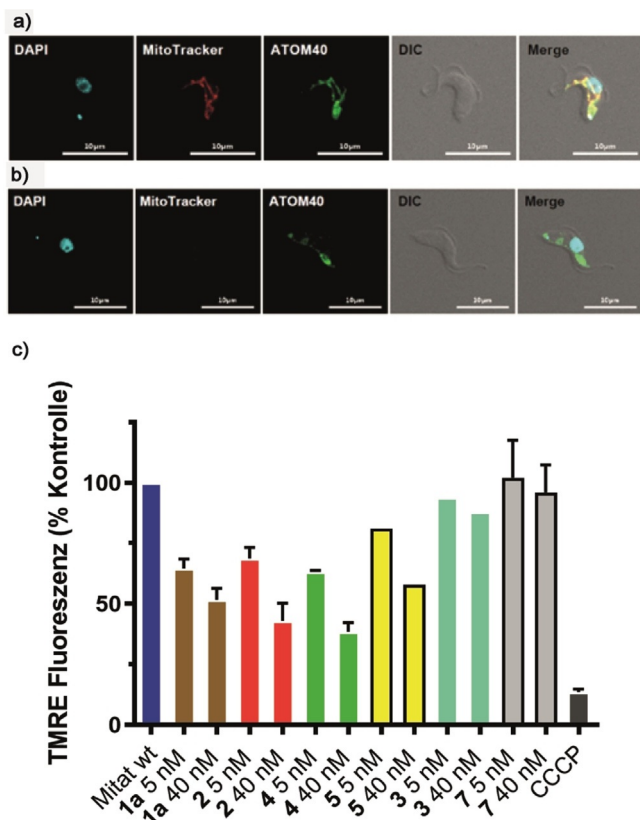 a)
DAPI MitoTracker ATOM40 DIC Merge
10µm 10µm 10µm 10µm 10µm
b)
DAPI MitoTracker ATOM40 DIC Merge
10µm 10µm 10µm 10µm 10µm
c)
TMRE Fluoreszenz (% Kontrolle)
100
50
0
Mitat wt
1a 5 nM
1a 40 nM
2 5 nM
2 40 nM
4 5 nM
4 40 nM
5 5 nM
5 40 nM
3 5 nM
3 40 nM
7 5 nM
7 40 nM
CCCP